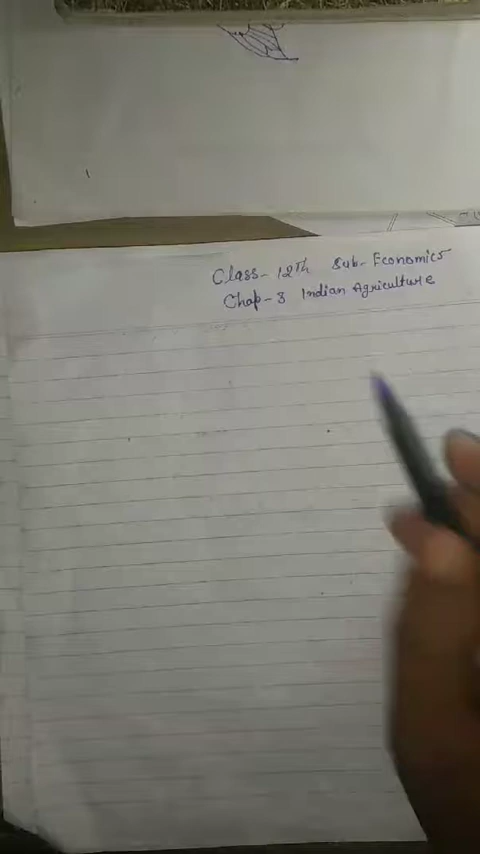 Class- 12Th Sub- Economics
Chap- 8 Indian Agriculture